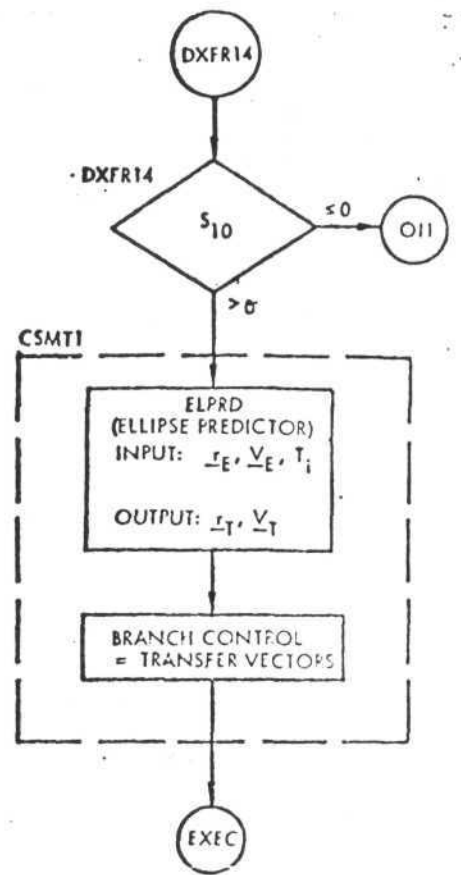 DXFR14
DXFR14
S10
≤0
O11
>0
CSMT1
ELPRD
(ELLIPSE PREDICTOR)
INPUT: r_E, V_E, T_i
OUTPUT: r_T, V_T
BRANCH CONTROL
= TRANSFER VECTORS
EXEC